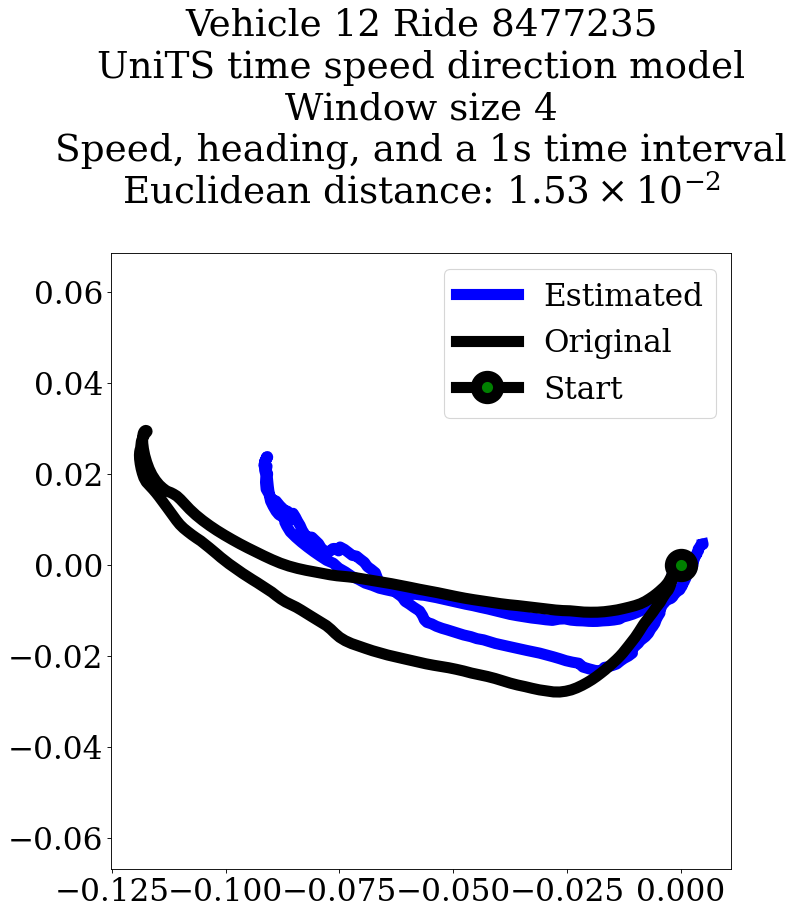 Vehicle 12 Ride 8477235
UniTS time speed direction model
Window size 4
Speed, heading, and a 1s time interval
Euclidean distance: 1.53 × 10⁻²
Estimated
Original
Start
0.06
0.04
0.02
0.00
−0.02
−0.04
−0.06
−0.125 −0.100 −0.075 −0.050 −0.025 0.000